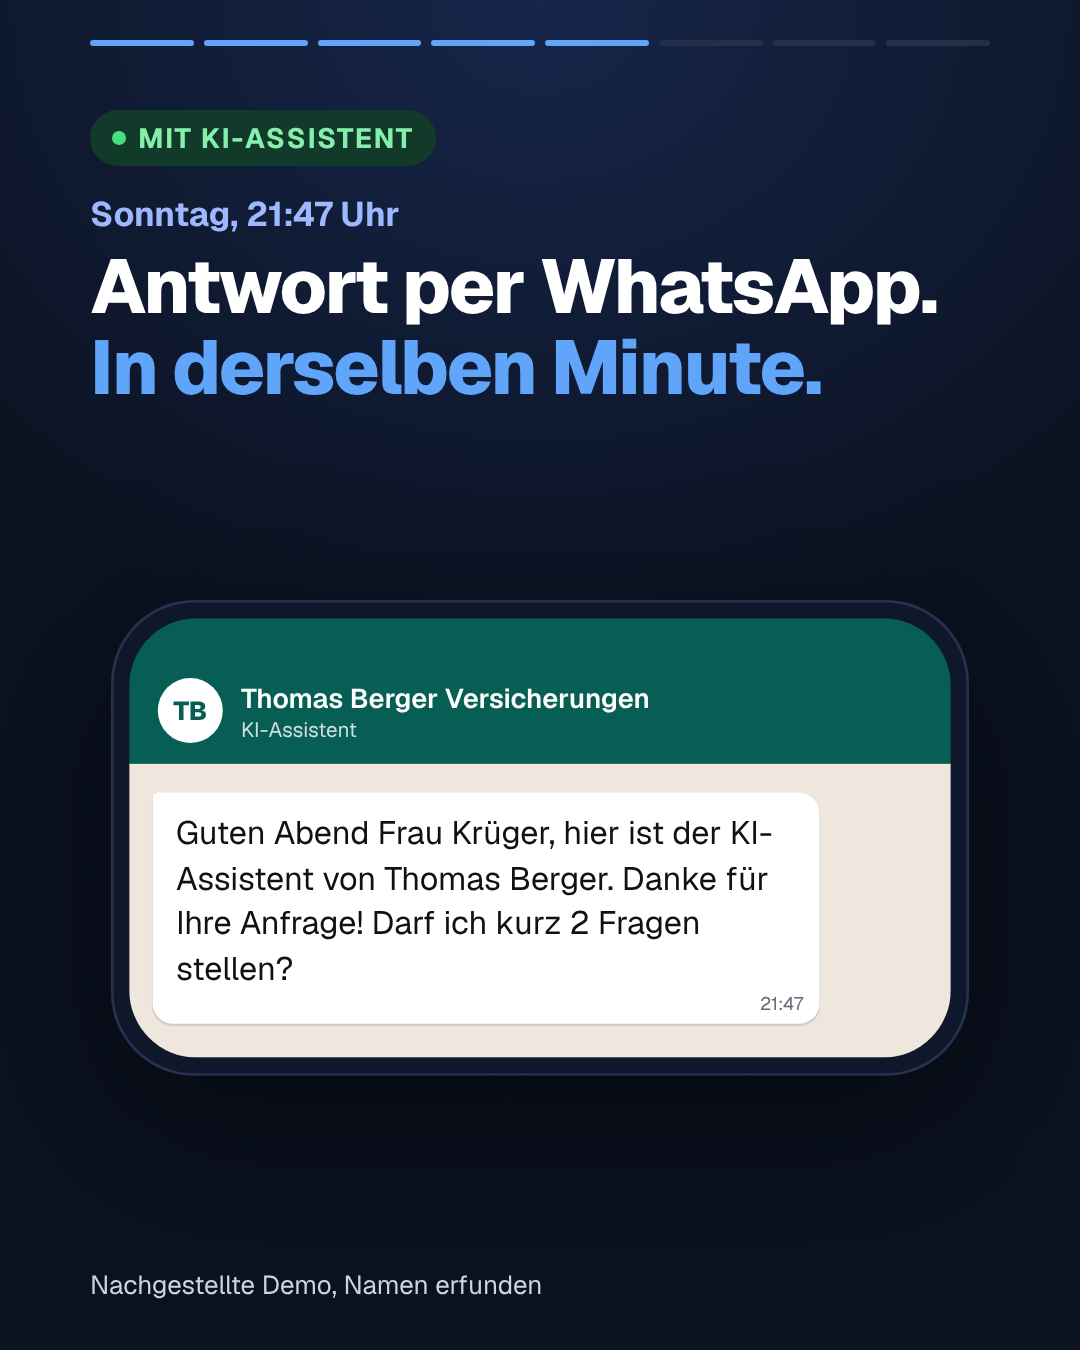 MIT KI-ASSISTENT
Sonntag, 21:47 Uhr
Antwort per WhatsApp.
In derselben Minute.
TB
Thomas Berger Versicherungen
KI-Assistent
Guten Abend Frau Krüger, hier ist der KI-
Assistent von Thomas Berger. Danke für
Ihre Anfrage! Darf ich kurz 2 Fragen
stellen?
21:47
Nachgestellte Demo, Namen erfunden